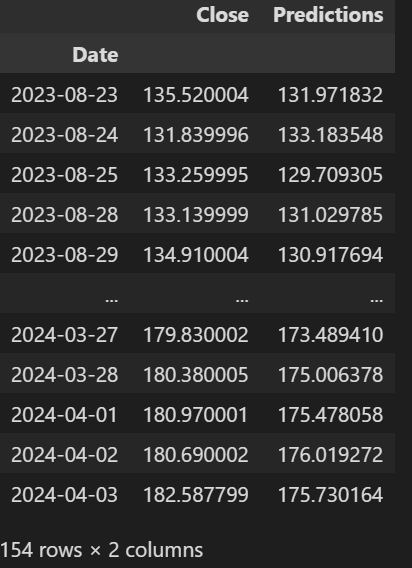 Close Predictions
Date
2023-08-23 135.520004 131.971832
2023-08-24 131.839996 133.183548
2023-08-25 133.259995 129.709305
2023-08-28 133.139999 131.029785
2023-08-29 134.910004 130.917694
... ... ...
2024-03-27 179.830002 173.489410
2024-03-28 180.380005 175.006378
2024-04-01 180.970001 175.478058
2024-04-02 180.690002 176.019272
2024-04-03 182.587799 175.730164
154 rows × 2 columns